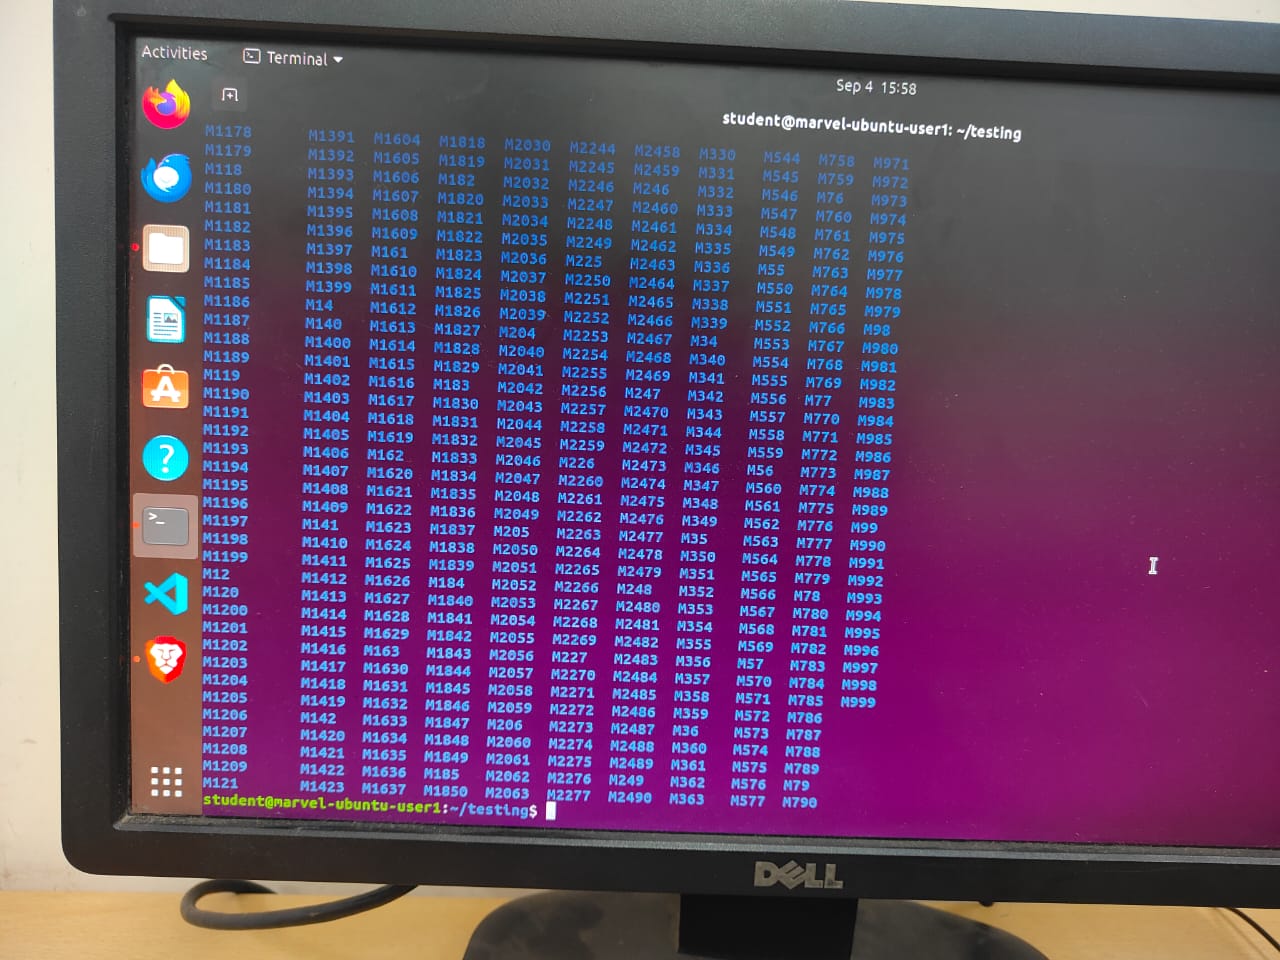 Activities Terminal
Sep 4 15:58
student@marvel-ubuntu-user1: ~/testing
M1178 M1391 M1604 M1818 M2030 M2244 M2458 M330 M544 M758 M971
M1179 M1392 M1605 M1819 M2031 M2245 M2459 M331 M545 M759 M972
M118 M1393 M1606 M182 M2032 M2246 M246 M332 M546 M76 M973
M1180 M1394 M1607 M1820 M2033 M2247 M2460 M333 M547 M760 M974
M1181 M1395 M1608 M1821 M2034 M2248 M2461 M334 M548 M761 M975
M1182 M1396 M1609 M1822 M2035 M2249 M2462 M335 M549 M762 M976
M1183 M1397 M161 M1823 M2036 M225 M2463 M336 M55 M763 M977
M1184 M1398 M1610 M1824 M2037 M2250 M2464 M337 M550 M764 M978
M1185 M1399 M1611 M1825 M2038 M2251 M2465 M338 M551 M765 M979
M1186 M14 M1612 M1826 M2039 M2252 M2466 M339 M552 M766 M98
M1187 M140 M1613 M1827 M204 M2253 M2467 M34 M553 M767 M980
M1188 M1400 M1614 M1828 M2040 M2254 M2468 M340 M554 M768 M981
M1189 M1401 M1615 M1829 M2041 M2255 M2469 M341 M555 M769 M982
M119 M1402 M1616 M183 M2042 M2256 M247 M342 M556 M77 M983
M1190 M1403 M1617 M1830 M2043 M2257 M2470 M343 M557 M770 M984
M1191 M1404 M1618 M1831 M2044 M2258 M2471 M344 M558 M771 M985
M1192 M1405 M1619 M1832 M2045 M2259 M2472 M345 M559 M772 M986
M1193 M1406 M162 M1833 M2046 M226 M2473 M346 M56 M773 M987
M1194 M1407 M1620 M1834 M2047 M2260 M2474 M347 M560 M774 M988
M1195 M1408 M1621 M1835 M2048 M2261 M2475 M348 M561 M775 M989
M1196 M1409 M1622 M1836 M2049 M2262 M2476 M349 M562 M776 M99
M1197 M141 M1623 M1837 M205 M2263 M2477 M35 M563 M777 M990
M1198 M1410 M1624 M1838 M2050 M2264 M2478 M350 M564 M778 M991
M1199 M1411 M1625 M1839 M2051 M2265 M2479 M351 M565 M779 M992
M12 M1412 M1626 M184 M2052 M2266 M248 M352 M566 M78 M993
M120 M1413 M1627 M1840 M2053 M2267 M2480 M353 M567 M780 M994
M1200 M1414 M1628 M1841 M2054 M2268 M2481 M354 M568 M781 M995
M1201 M1415 M1629 M1842 M2055 M2269 M2482 M355 M569 M782 M996
M1202 M1416 M163 M1843 M2056 M227 M2483 M356 M57 M783 M997
M1203 M1417 M1630 M1844 M2057 M2270 M2484 M357 M570 M784 M998
M1204 M1418 M1631 M1845 M2058 M2271 M2485 M358 M571 M785 M999
M1205 M1419 M1632 M1846 M2059 M2272 M2486 M359 M572 M786
M1206 M142 M1633 M1847 M206 M2273 M2487 M36 M573 M787
M1207 M1420 M1634 M1848 M2060 M2274 M2488 M360 M574 M788
M1208 M1421 M1635 M1849 M2061 M2275 M2489 M361 M575 M789
M1209 M1422 M1636 M185 M2062 M2276 M249 M362 M576 M79
M121 M1423 M1637 M1850 M2063 M2277 M2490 M363 M577 M790
student@marvel-ubuntu-user1:~/testing$
DELL